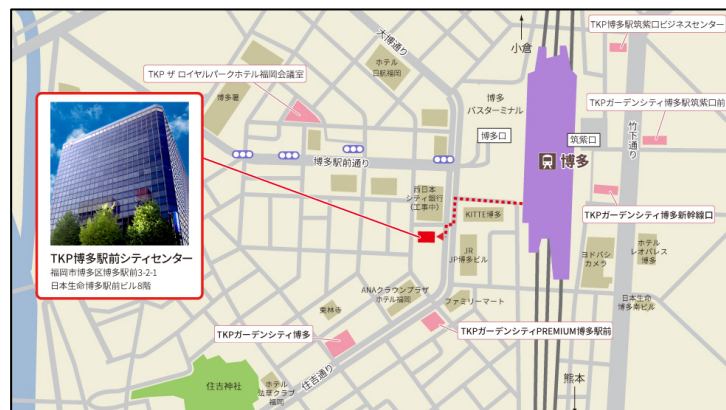 TKP博多駅筑紫口ビジネスセンター
小倉
大博通り
ホテル
日航福岡
TKP ザ ロイヤルパークホテル福岡会議室
博多署
博多
バスターミナル
TKPガーデンシティ博多駅筑紫口前
竹下通り
博多口
筑紫口
博多駅前通り
博多
西日本
シティ銀行
(工事中)
KITTE博多
TKPガーデンシティ博多新幹線口
JR
JP博多ビル
ヨドバシ
カメラ
ホテル
レオパレス
博多
TKP博多駅前シティセンター
福岡市博多区博多駅前3-2-1
日本生命博多駅前ビル8階
ANAクラウンプラザ
ホテル福岡
ファミリーマート
日本生命
博多南ビル
東林寺
TKPガーデンシティ博多
TKPガーデンシティPREMIUM博多駅前
住吉通り
住吉神社
ホテル
法華クラブ
福岡
熊本